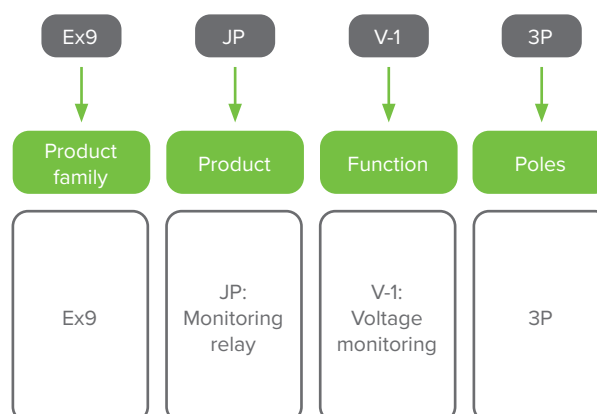 Ex9 JP V-1 3P
Product family Product Function Poles
Ex9
JP:
Monitoring
relay
V-1:
Voltage
monitoring
3P